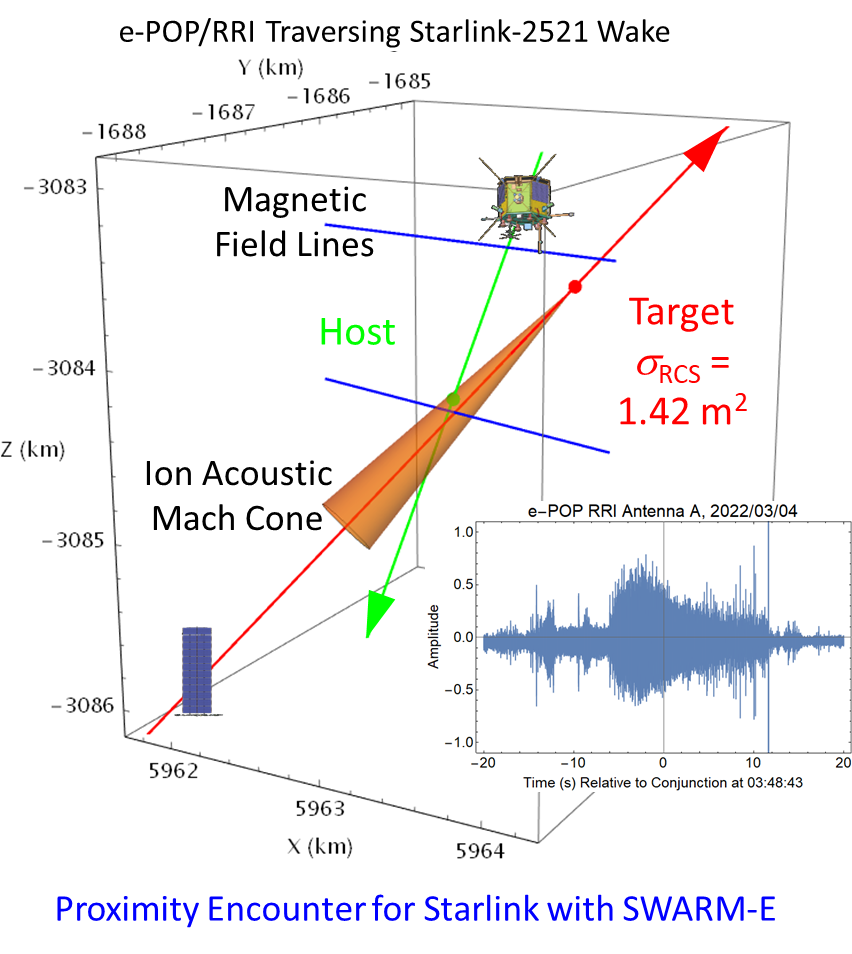 e-POP/RRI Traversing Starlink-2521 Wake
Y (km)
−1685
−1686
−1687
−1688
−3083
Magnetic
Field Lines
Target
Host
σRCS =
1.42 m²
−3084
Z (km)
Ion Acoustic
Mach Cone
−3085
−3086
5962
5963
5964
X (km)
e−POP RRI Antenna A, 2022/03/04
Amplitude
1.0
0.5
0.0
−0.5
−1.0
−20 −10 0 10 20
Time (s) Relative to Conjunction at 03:48:43
Proximity Encounter for Starlink with SWARM-E